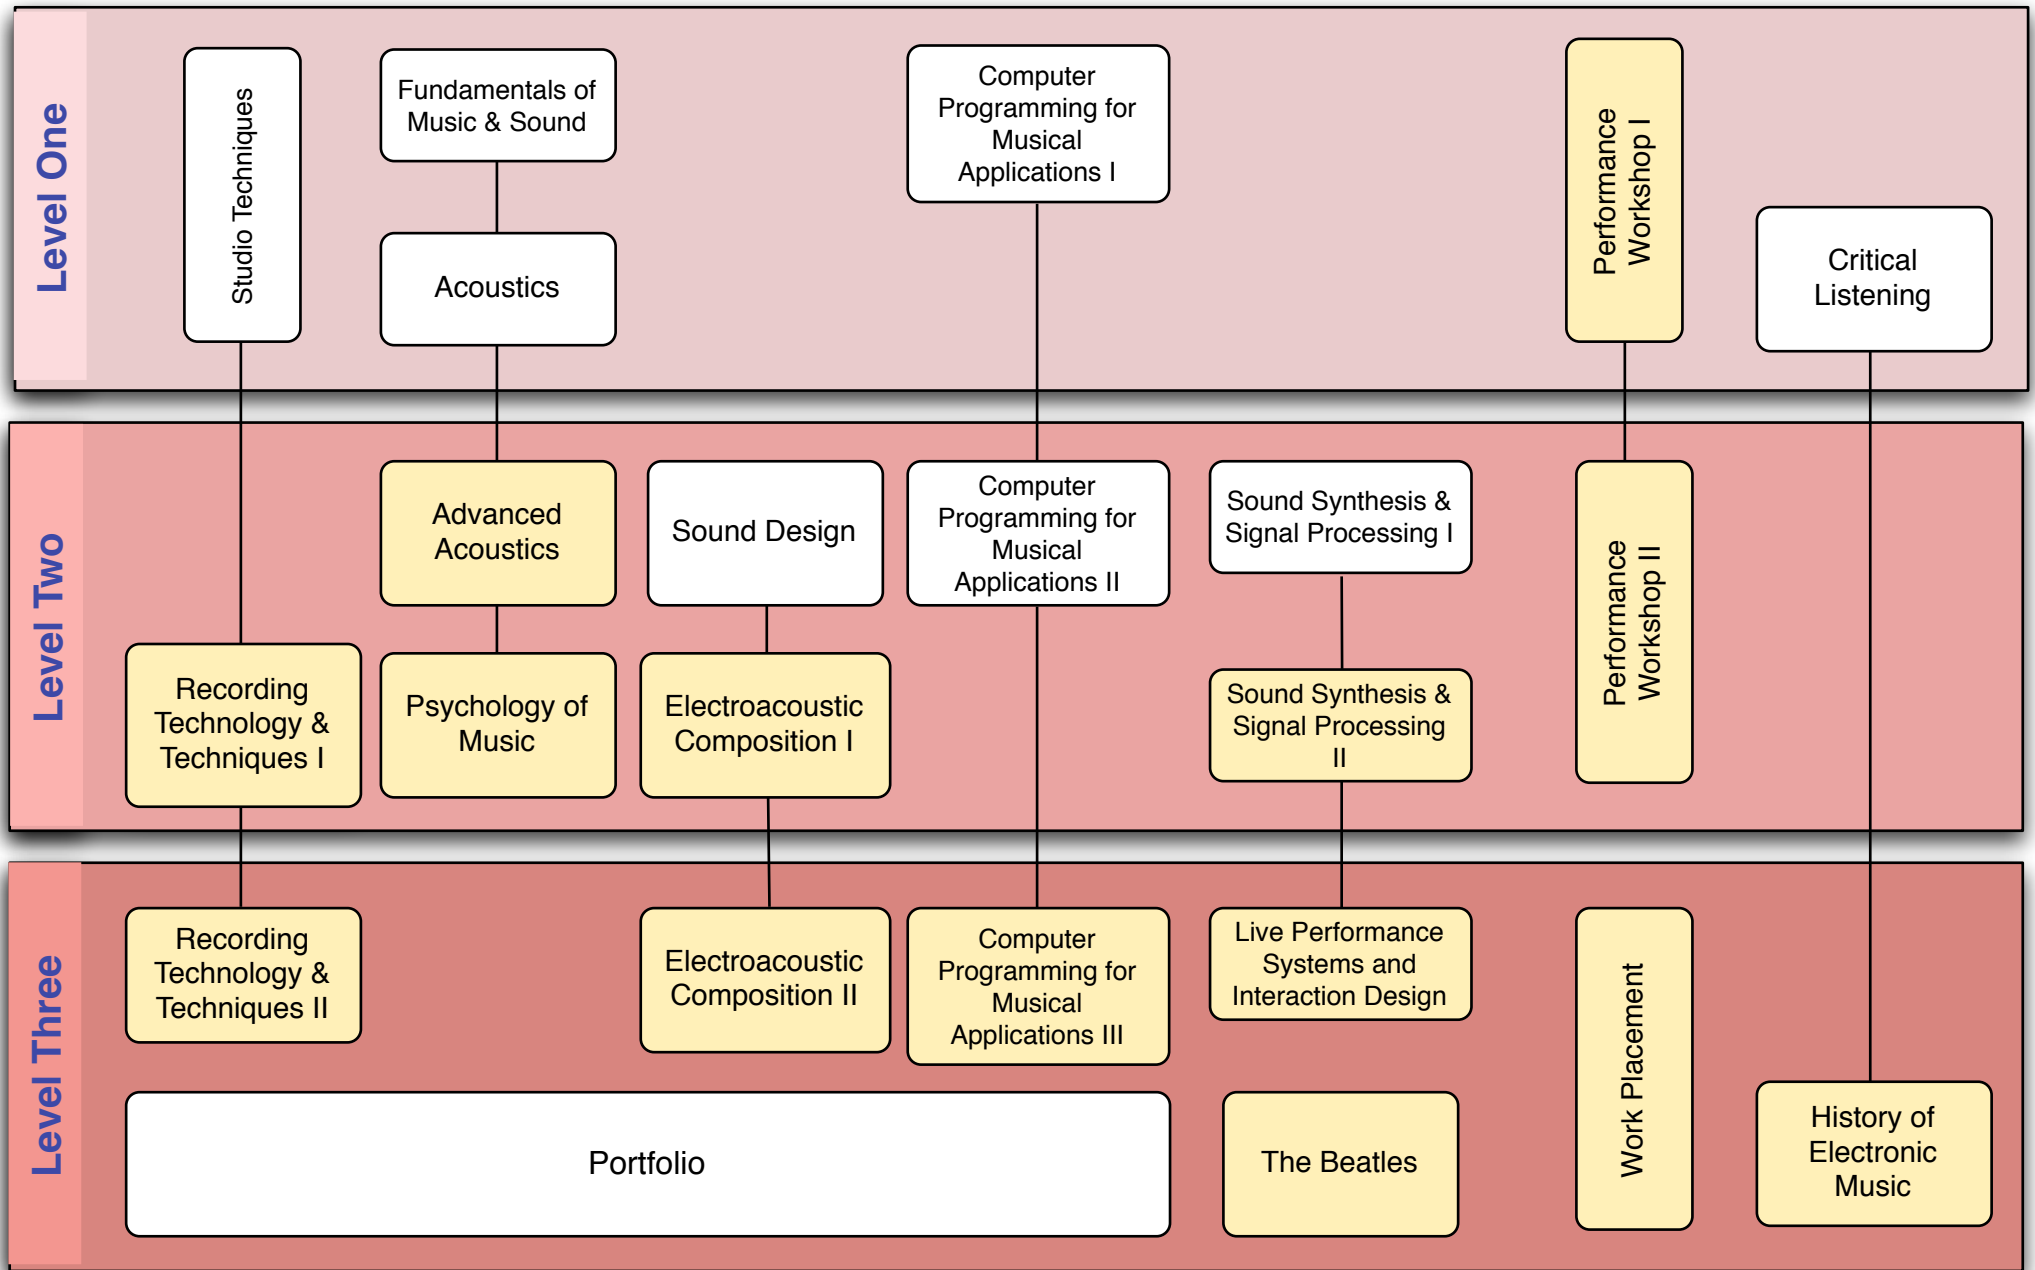 Level One
Studio Techniques
Fundamentals of
Music & Sound
Acoustics
Computer
Programming for
Musical
Applications I
Performance
Workshop I
Critical
Listening
Level Two
Recording
Technology &
Techniques I
Advanced
Acoustics
Psychology of
Music
Sound Design
Electroacoustic
Composition I
Computer
Programming for
Musical
Applications II
Sound Synthesis &
Signal Processing I
Sound Synthesis &
Signal Processing
II
Performance
Workshop II
Level Three
Recording
Technology &
Techniques II
Electroacoustic
Composition II
Computer
Programming for
Musical
Applications III
Live Performance
Systems and
Interaction Design
Work Placement
Portfolio
The Beatles
History of
Electronic
Music